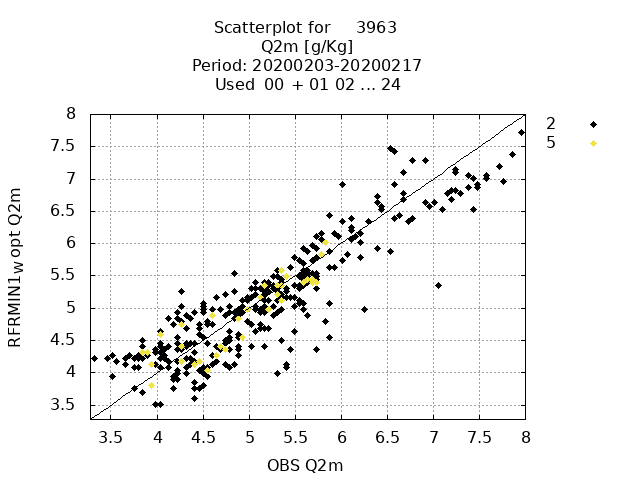 Scatterplot for 3963
Q2m [g/Kg]
Period: 20200203-20200217
Used 00 + 01 02 ... 24
2
5
8
7.5
7
6.5
6
5.5
5
4.5
4
3.5
RFRMIN1w opt Q2m
3.5 4 4.5 5 5.5 6 6.5 7 7.5 8
OBS Q2m